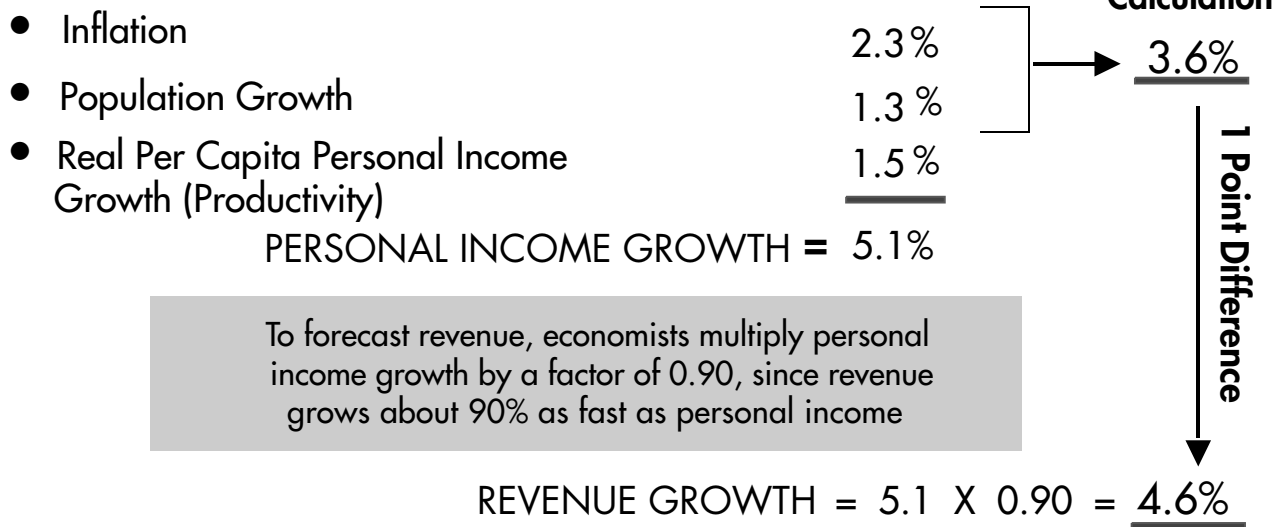 Calculation
• Inflation 2.3%
3.6%
• Population Growth 1.3 %
• Real Per Capita Personal Income 1.5 %
Growth (Productivity)
PERSONAL INCOME GROWTH = 5.1%
1 Point Difference
To forecast revenue, economists multiply personal
income growth by a factor of 0.90, since revenue
grows about 90% as fast as personal income
REVENUE GROWTH = 5.1 X 0.90 = 4.6%